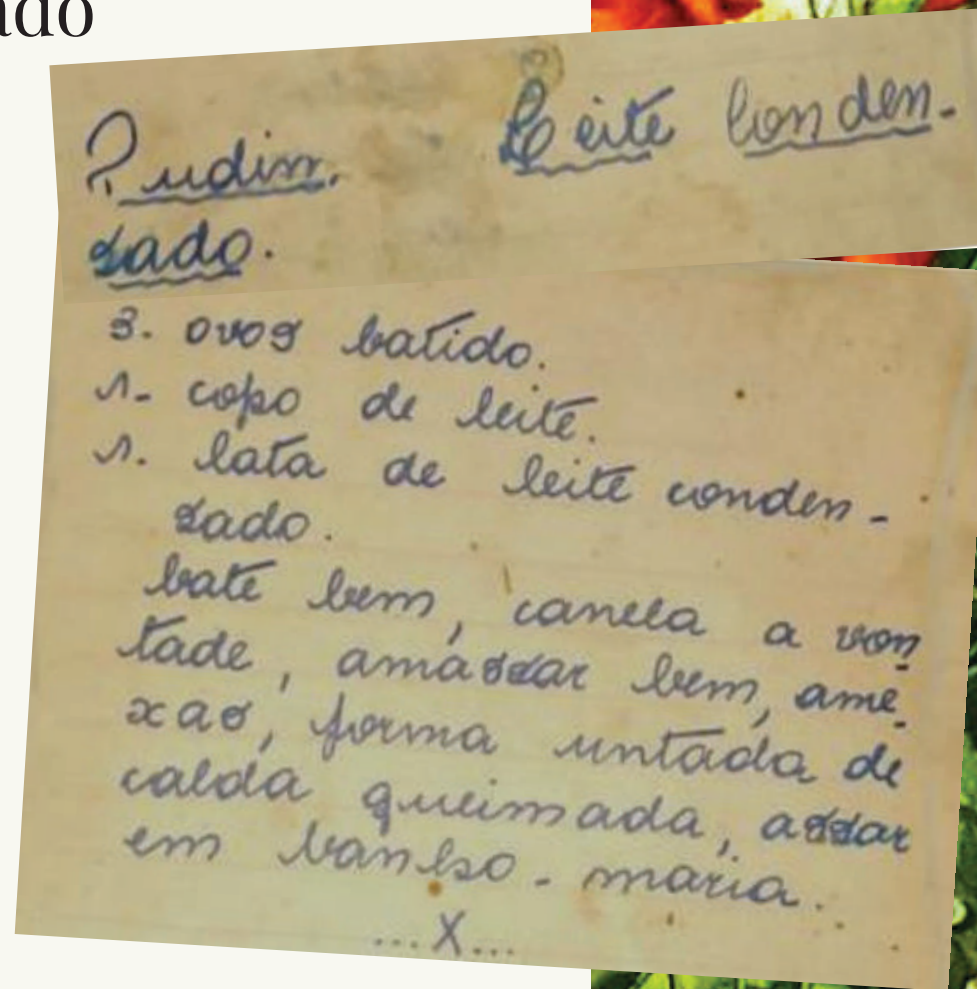 ado
Pudim. Leite Conden-
sado.
3. ovos batido.
1- copo de leite.
1. lata de leite conden-
sado.
bate bem, canela a von
tade, amassar bem, ame
xas, forma untada de
calda queimada, assar
em banho-maria.
...X...